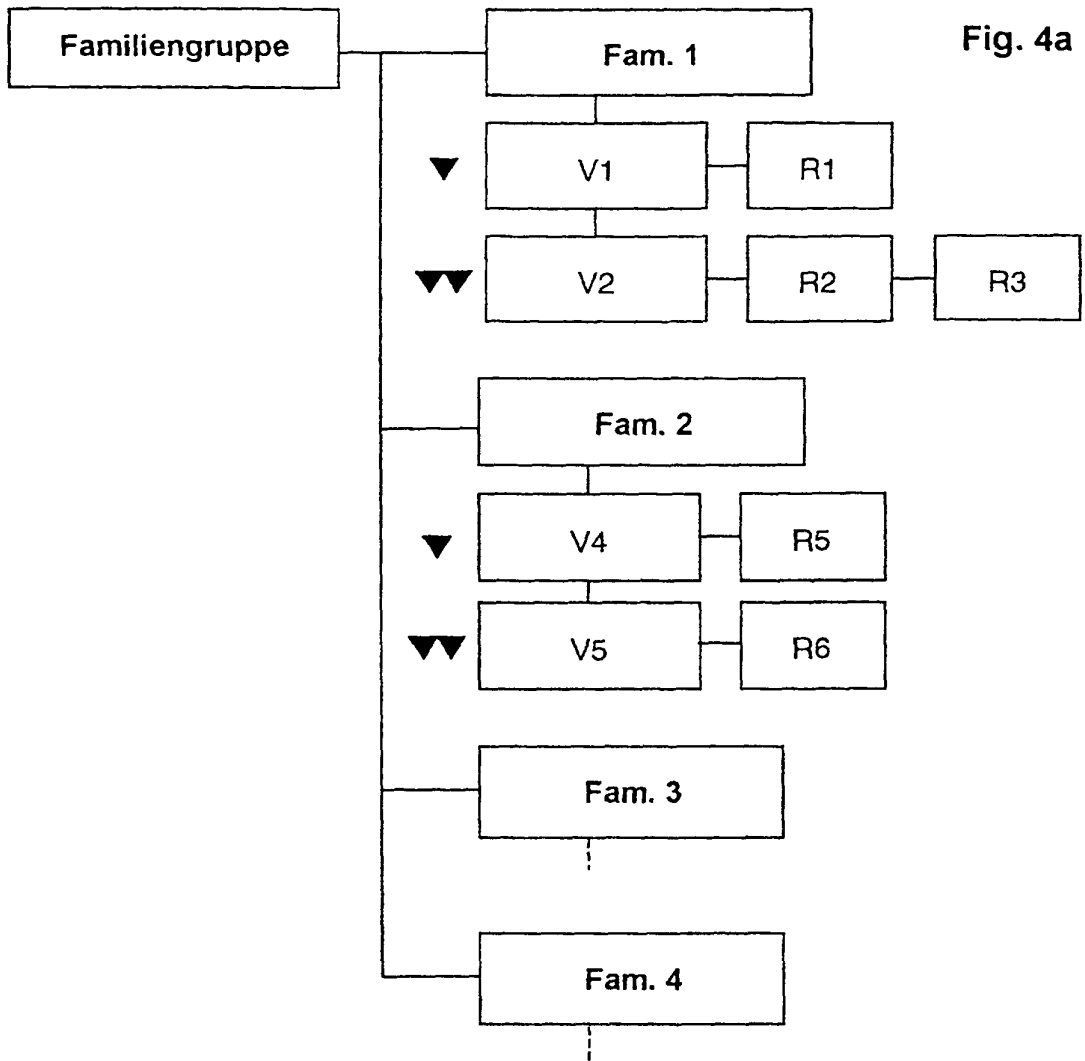 Familiengruppe
Fam. 1
Fig. 4a
V1
R1
V2
R2
R3
Fam. 2
V4
R5
V5
R6
Fam. 3
Fam. 4